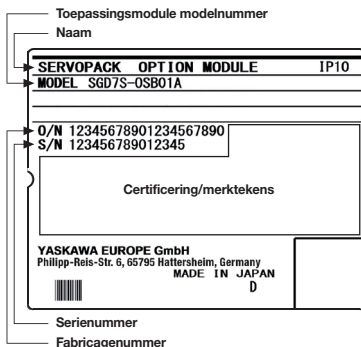 Toepassingsmodule modelnummer
Naam
SERVOPACK OPTION MODULE IP10
MODEL SGD7S-OSB01A
O/N 12345678901234567890
S/N 123456789012345
Certificering/merktekens
YASKAWA EUROPE GmbH
Philipp-Reis-Str. 6, 65795 Hattersheim, Germany
MADE IN JAPAN
D
Serienummer
Fabricagenummer